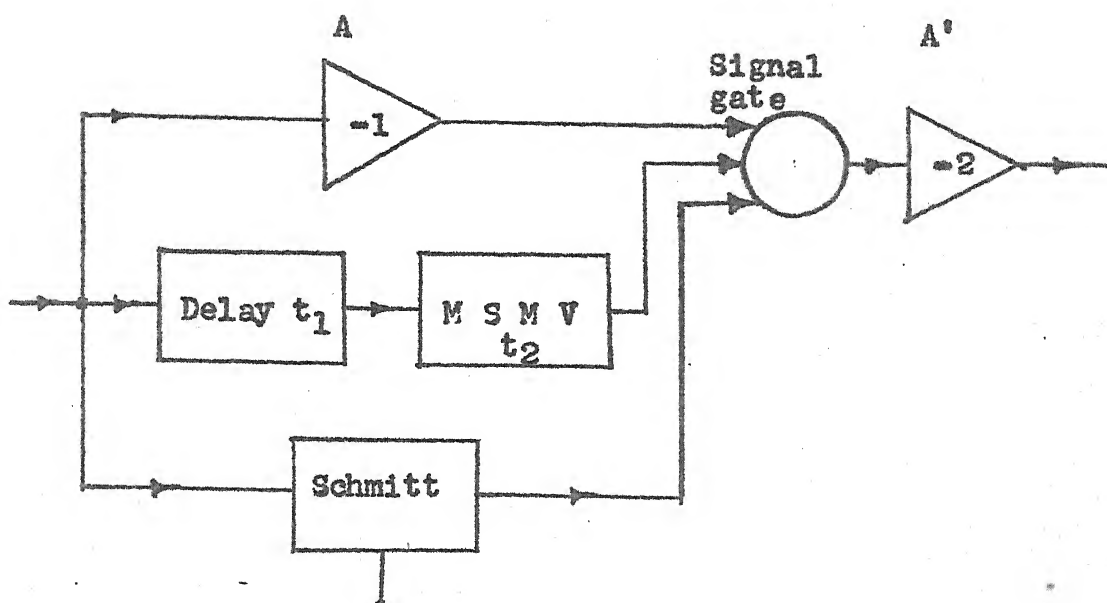 A
A'
Signal
gate
-1
-2
Delay t₁
M S M V
t₂
Schmitt